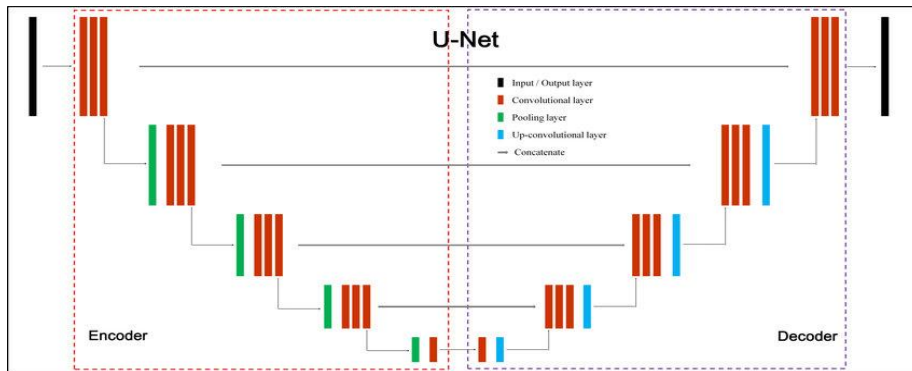 U-Net
Input / Output layer
Convolutional layer
Pooling layer
Up-convolutional layer
Concatenate
Encoder
Decoder